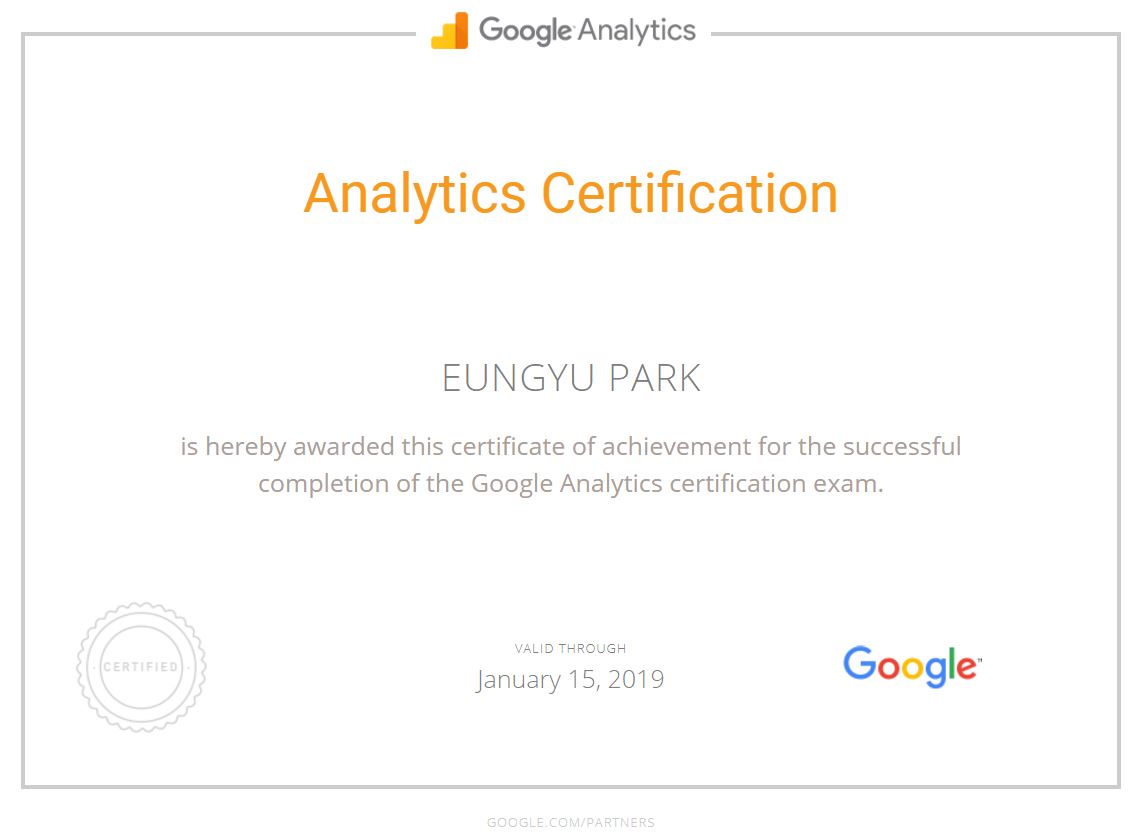 Google Analytics
Analytics Certification
EUNGYU PARK
is hereby awarded this certificate of achievement for the successful
completion of the Google Analytics certification exam.
· CERTIFIED ·
VALID THROUGH
January 15, 2019
Google™
GOOGLE.COM/PARTNERS